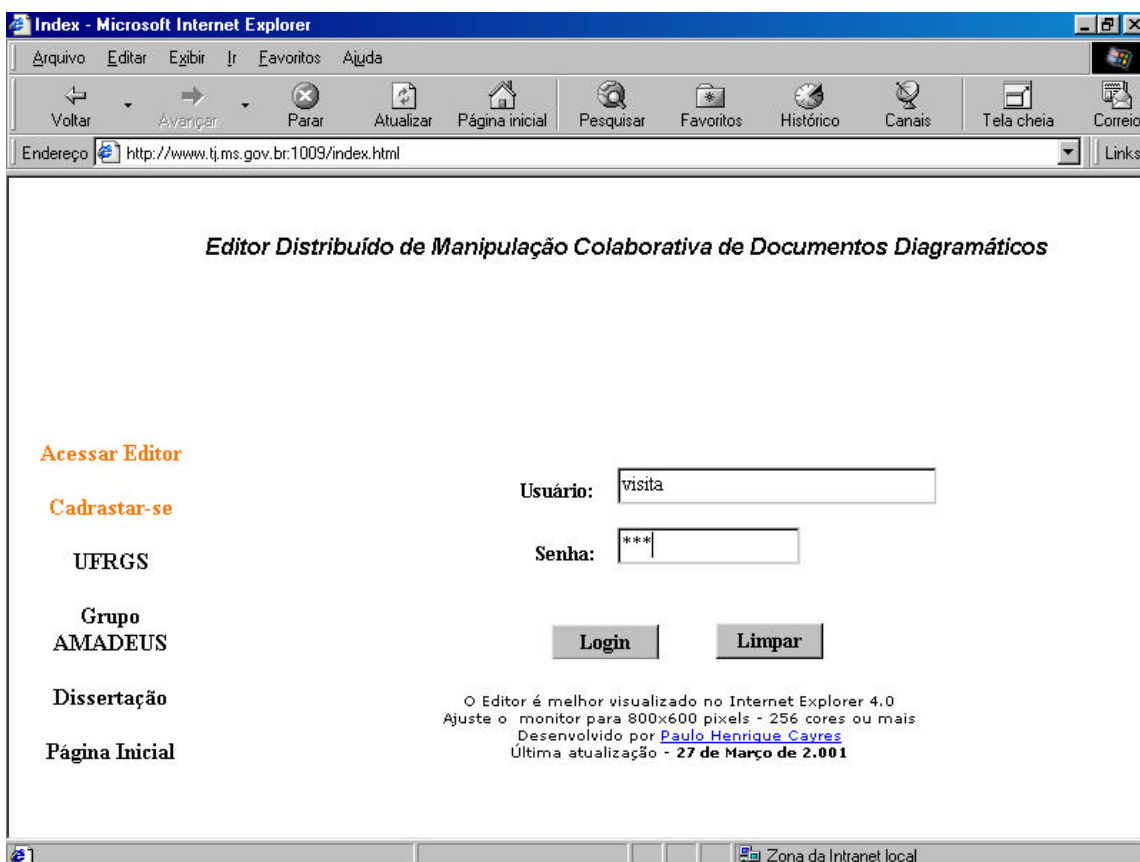 Index - Microsoft Internet Explorer
Arquivo Editar Exibir Ir Favoritos Ajuda
Voltar Avançar Parar Atualizar Página inicial Pesquisar Favoritos Histórico Canais Tela cheia Correio
Endereço http://www.tj.ms.gov.br:1009/index.html Links
Editor Distribuído de Manipulação Colaborativa de Documentos Diagramáticos
Acessar Editor
Cadrastar-se
UFRGS
Grupo
AMADEUS
Dissertação
Página Inicial
Usuário: visita
Senha: ***
Login Limpar
O Editor é melhor visualizado no Internet Explorer 4.0
Ajuste o monitor para 800x600 pixels - 256 cores ou mais
Desenvolvido por Paulo Henrique Cayres
Última atualização - 27 de Março de 2.001
Zona da Intranet local